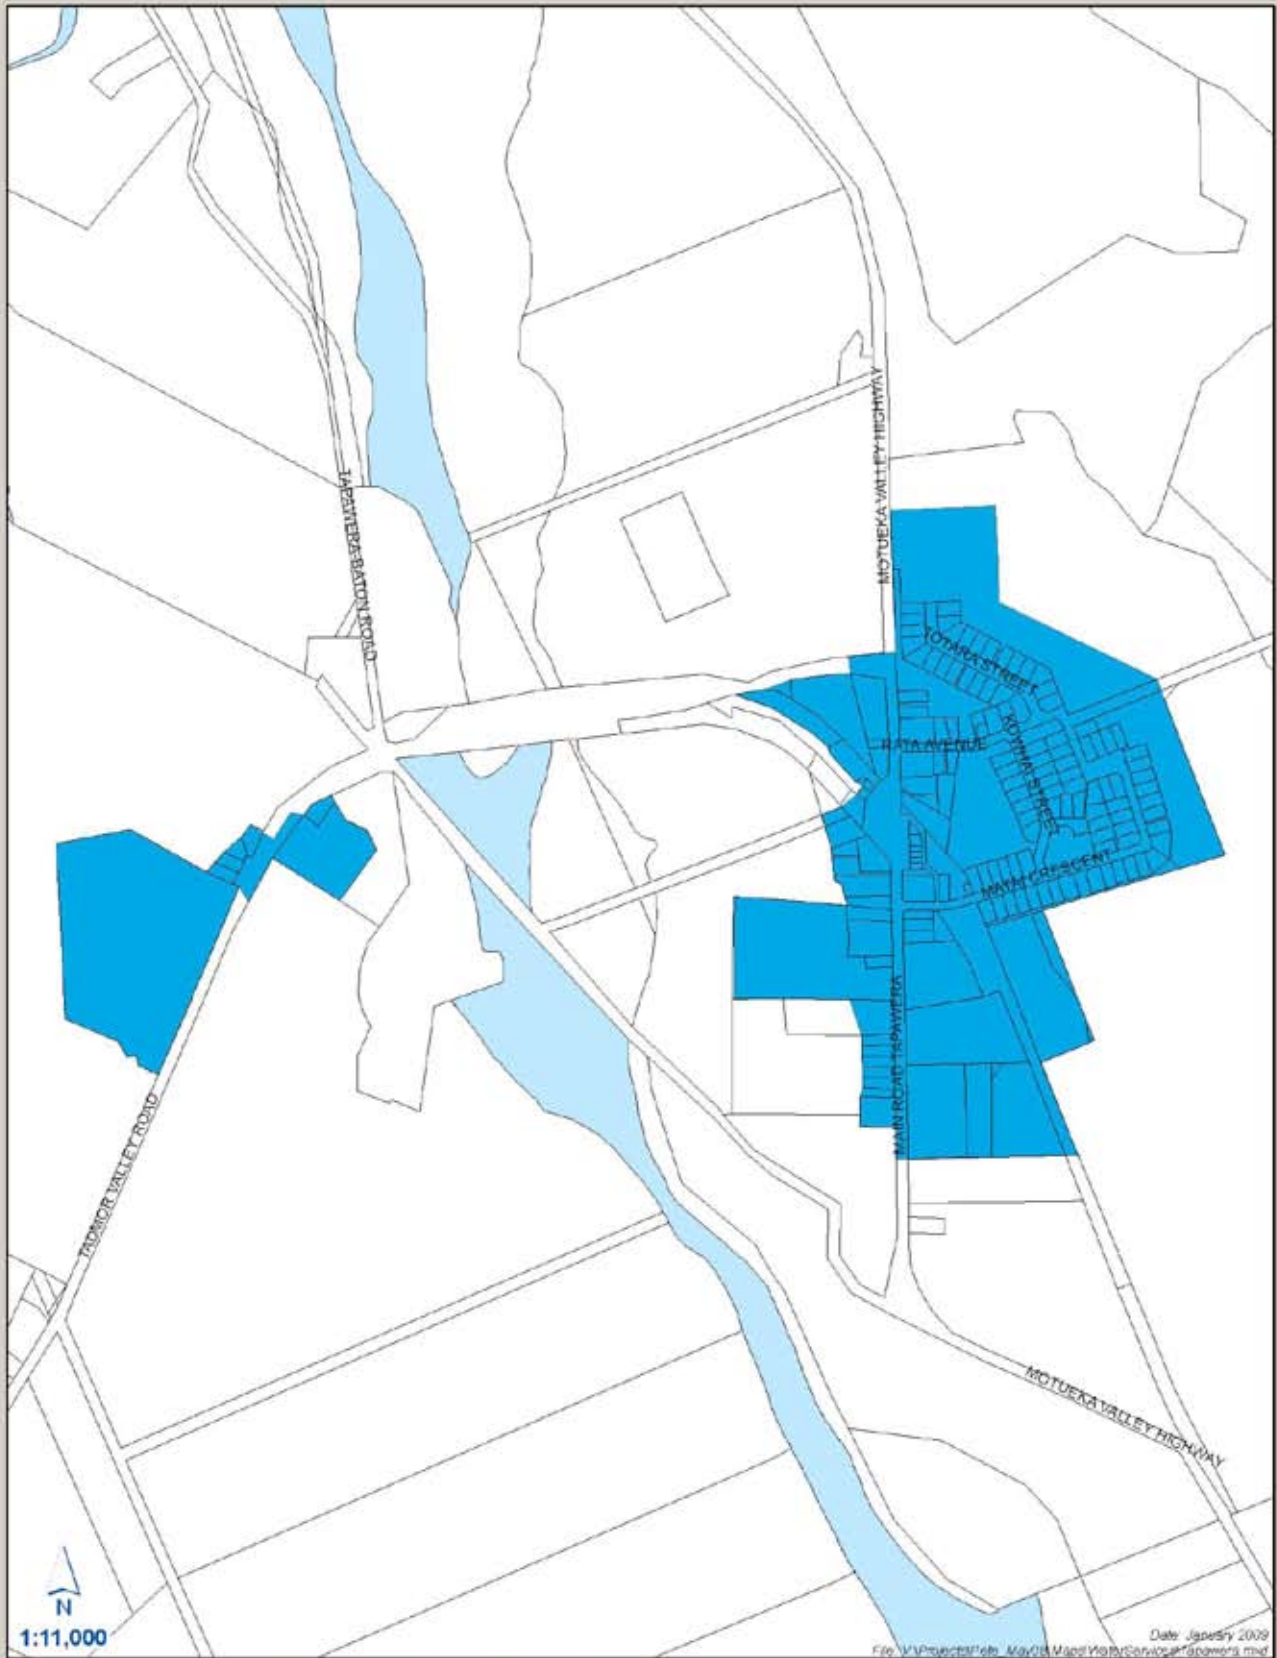 MOTUEKA VALLEY HIGHWAY
TAPAWERA-BATON ROAD
TOTARA STREET
KOWHAI STREET
RATA AVENUE
MATAI CRESCENT
MAIN ROAD TAPAWERA
TADMOR VALLEY ROAD
MOTUEKA VALLEY HIGHWAY
N
1:11,000
Date: January 2009